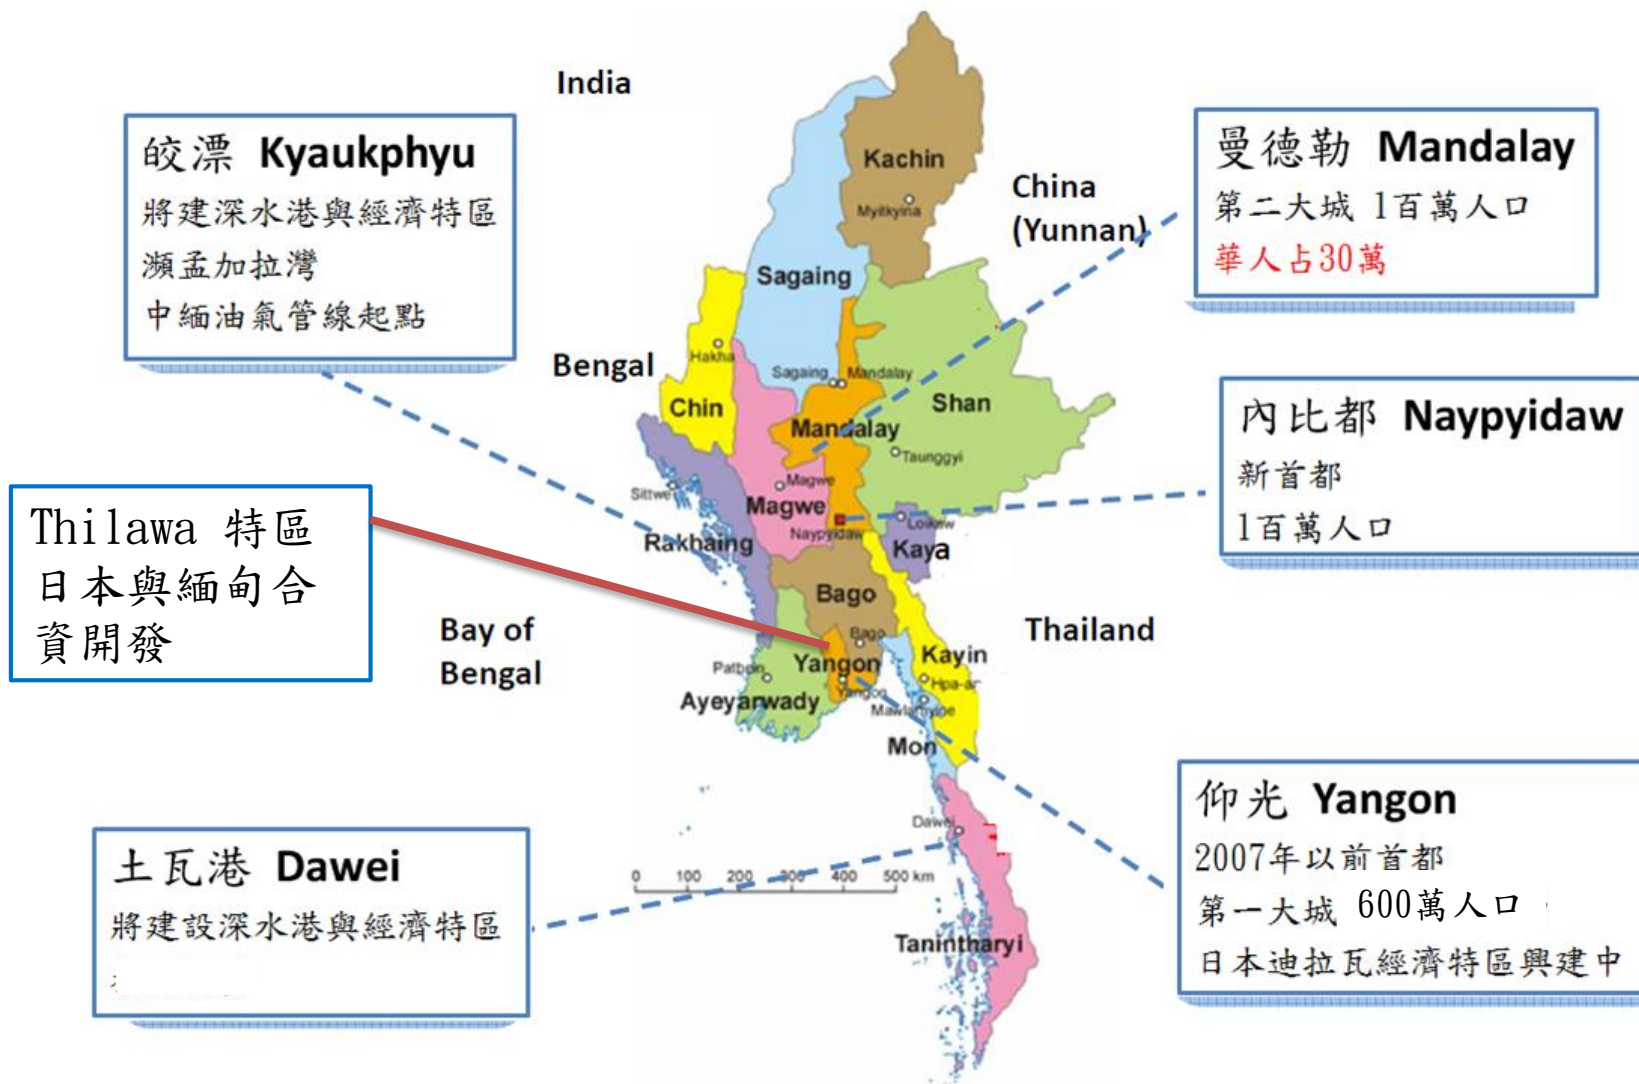 India
皎漂 Kyaukphyu
將建深水港與經濟特區
瀕孟加拉灣
中緬油氣管線起點
曼德勒 Mandalay
第二大城 1百萬人口
華人占30萬
Kachin
Myitkyina
China
(Yunnan)
Sagaing
Bengal
Hakha
Sagaing
Mandalay
Chin
Shan
Mandalay
Taunggyi
內比都 Naypyidaw
新首都
1百萬人口
Sittwe
Magwe
Magwe
Naypyidaw
Loikaw
Rakhaing
Kaya
Thilawa 特區
日本與緬甸合
資開發
Bago
Bay of
Bengal
Thailand
Bago
Kayin
Yangon
Pathein
Yangon
Hpa-an
Ayeyarwady
Mawlamyine
Mon
仰光 Yangon
2007年以前首都
第一大城 600萬人口
日本迪拉瓦經濟特區興建中
Dawei
土瓦港 Dawei
將建設深水港與經濟特區
0 100 200 300 400 500 km
Tanintharyi